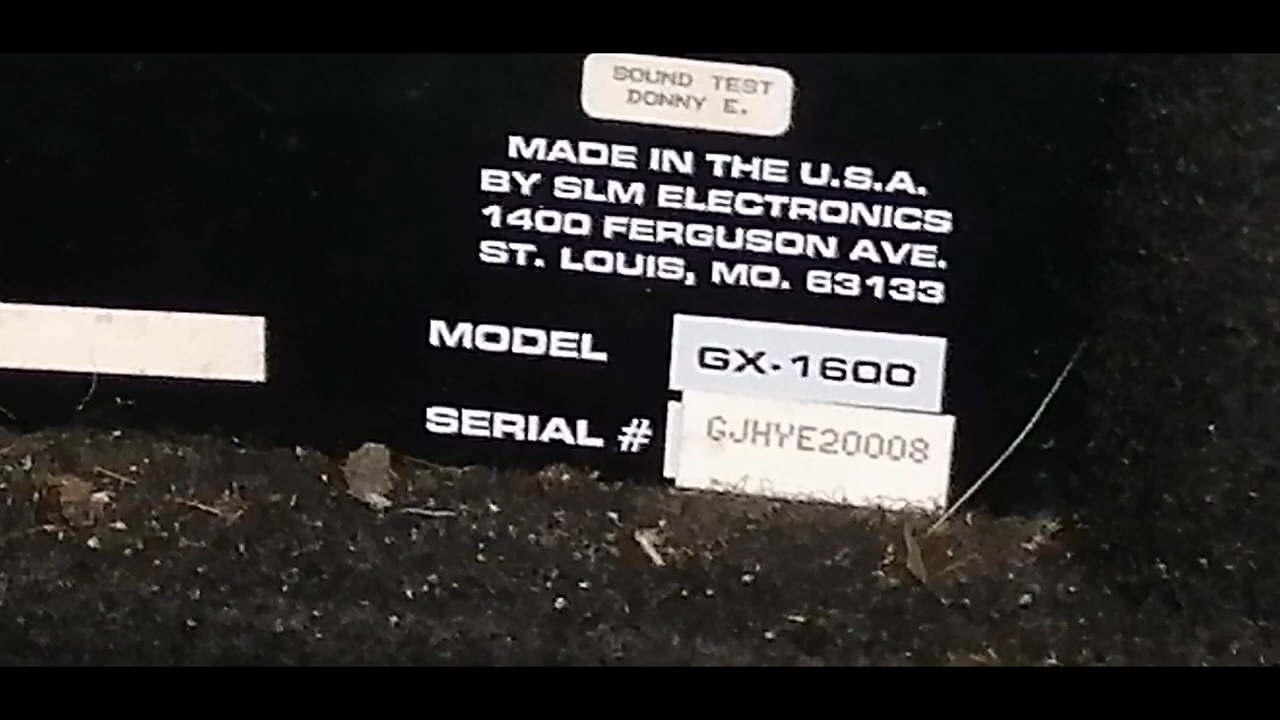 SOUND TEST
DONNY E.
MADE IN THE U.S.A.
BY SLM ELECTRONICS
1400 FERGUSON AVE.
ST. LOUIS, MO. 63133
MODEL GX-1600
SERIAL # GJHYE20008